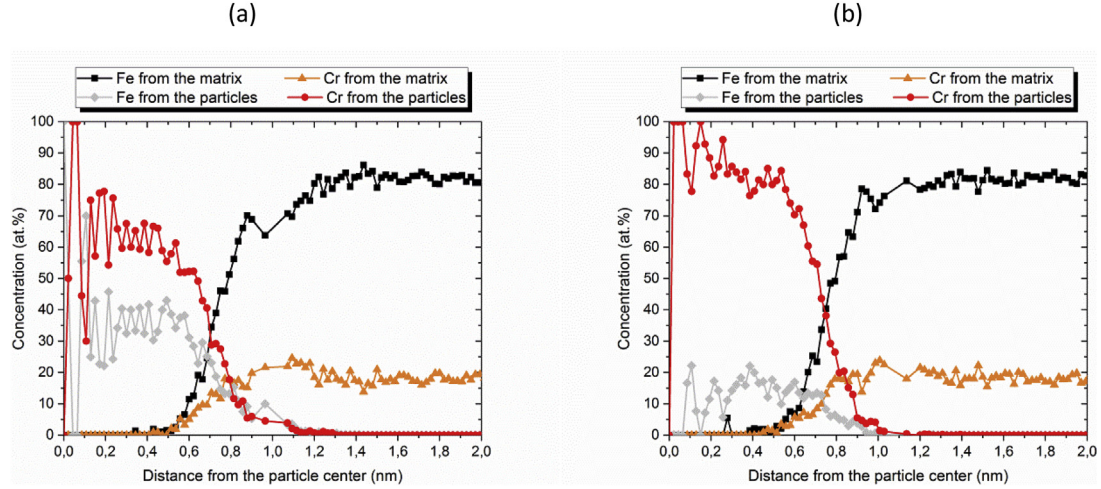 (a)
Fe from the matrix Cr from the matrix
Fe from the particles Cr from the particles
100
90
80
70
60
50
40
30
20
10
0
Concentration (at.%)
0,0 0,2 0,4 0,6 0,8 1,0 1,2 1,4 1,6 1,8 2,0
Distance from the particle center (nm)
(b)
Fe from the matrix Cr from the matrix
Fe from the particles Cr from the particles
100
90
80
70
60
50
40
30
20
10
0
Concentration (at.%)
0,0 0,2 0,4 0,6 0,8 1,0 1,2 1,4 1,6 1,8 2,0
Distance from the particle center (nm)